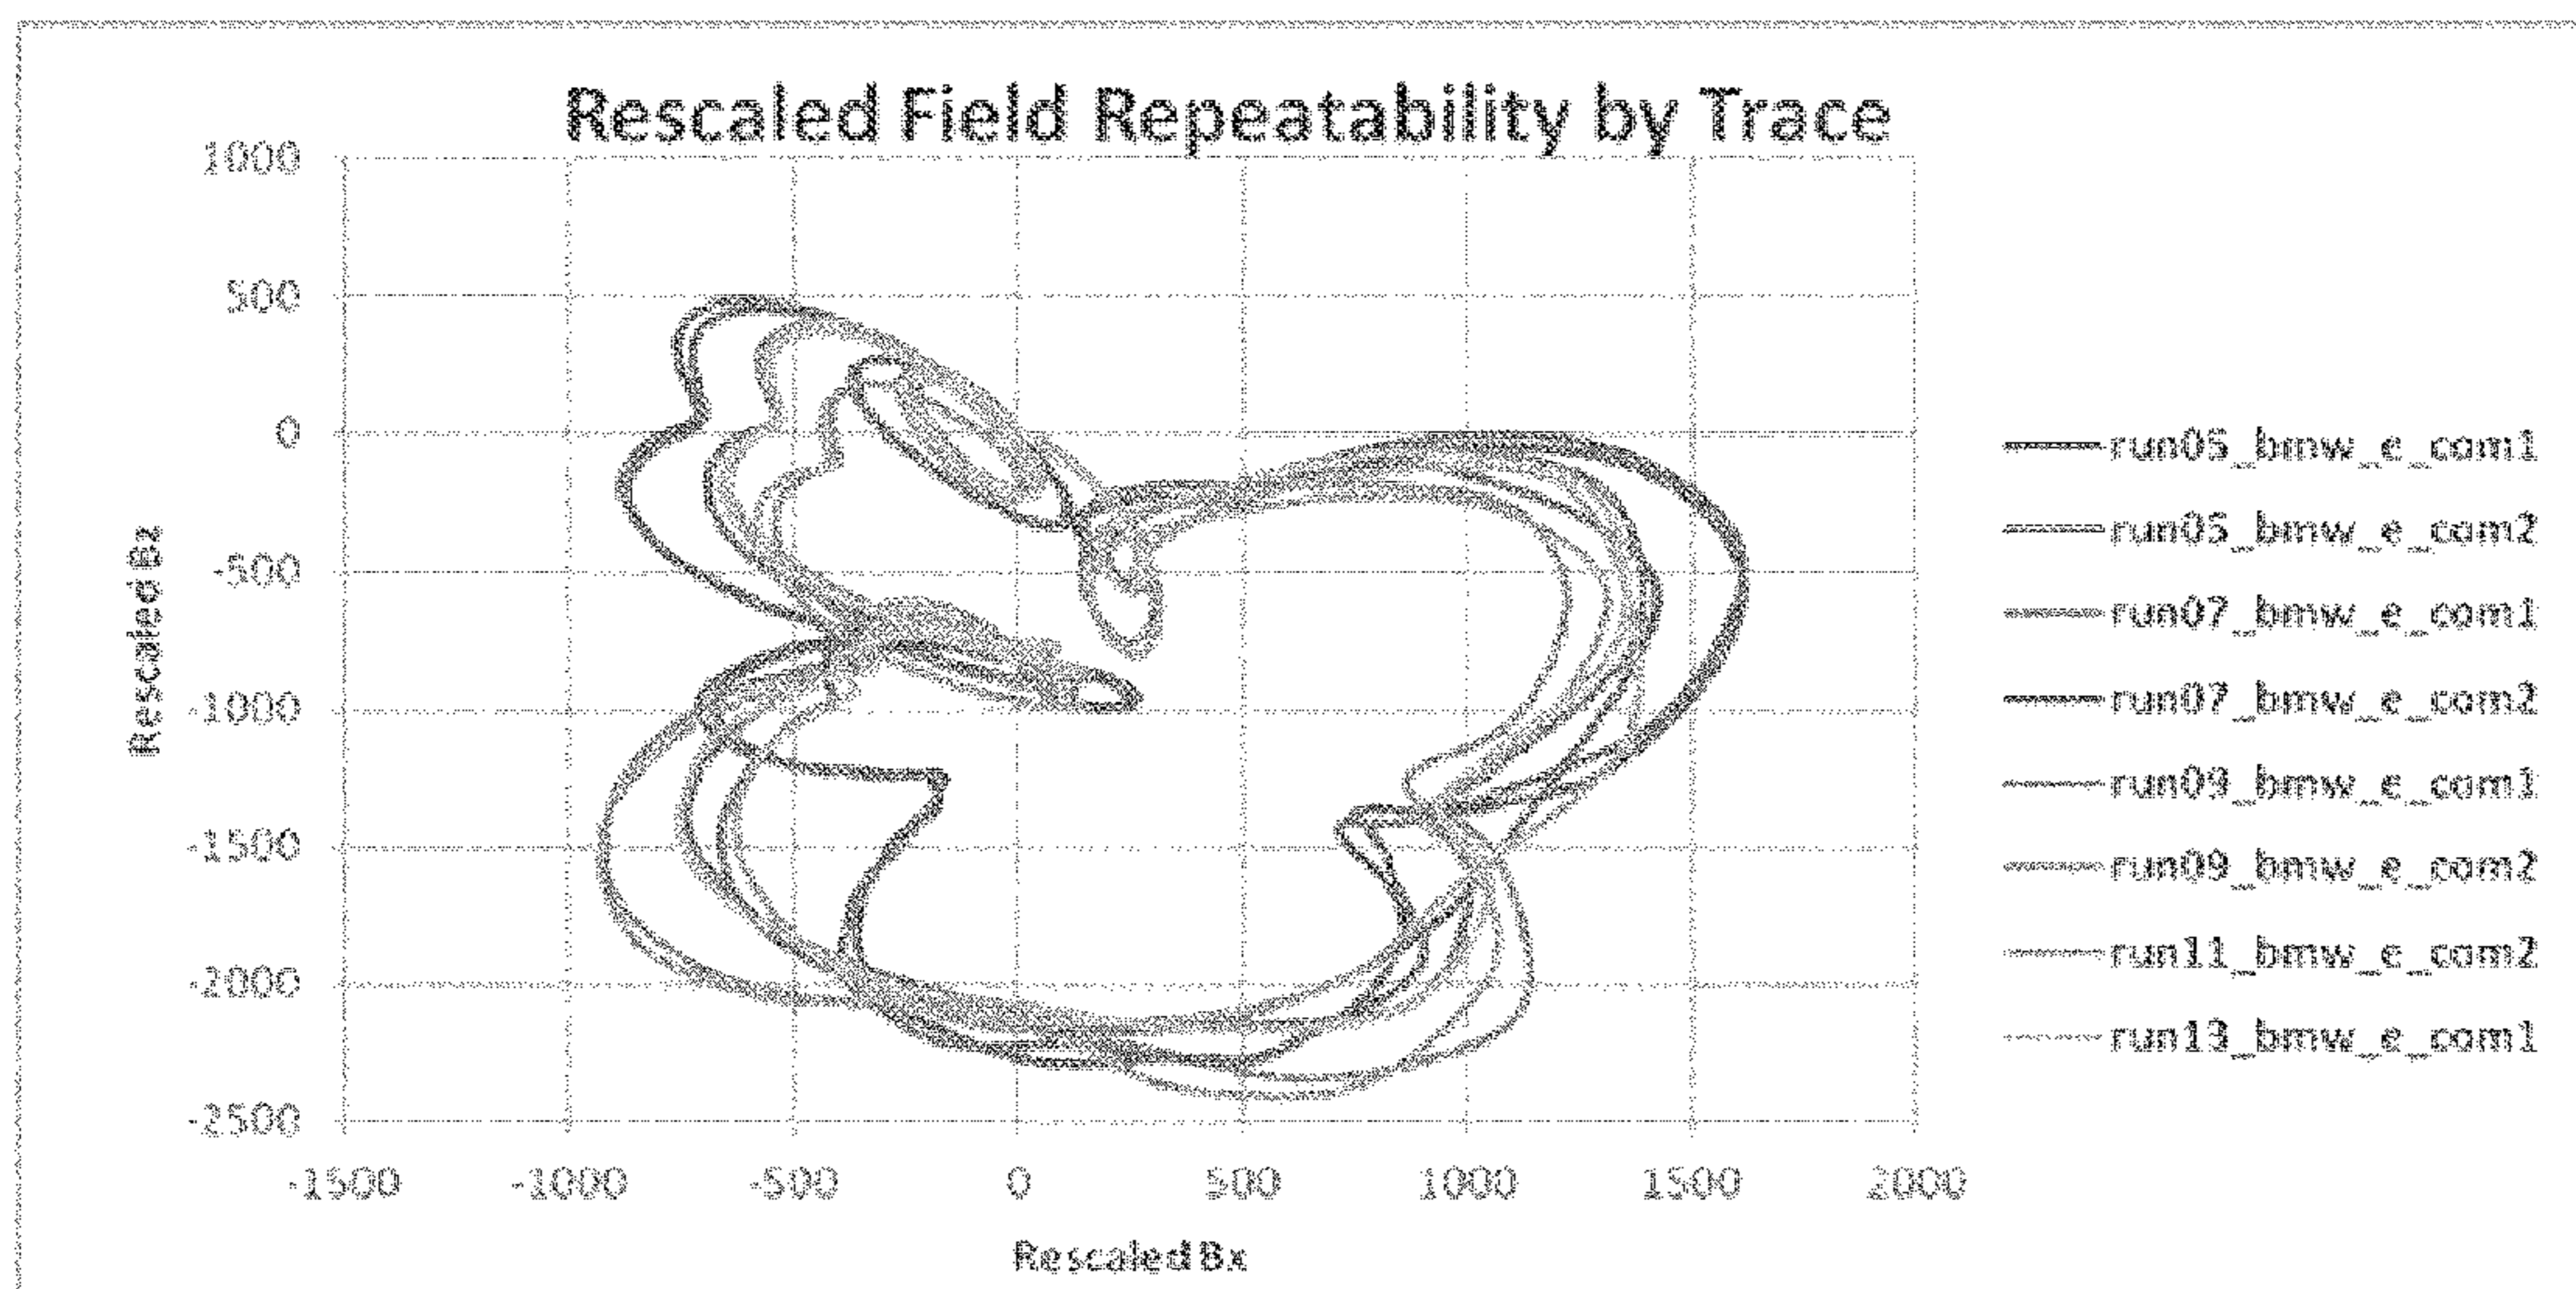 Rescaled Field Repeatability by Trace
1000
500
0
-500
-1000
-1500
-2000
-2500
Rescaled Bz
-1500 -1000 -500 0 500 1000 1500 2000
Rescaled Bx
run05_bmw_e_com1
run05_bmw_e_com2
run07_bmw_e_com1
run07_bmw_e_com2
run09_bmw_e_com1
run09_bmw_e_com2
run11_bmw_e_com2
run13_bmw_e_com1